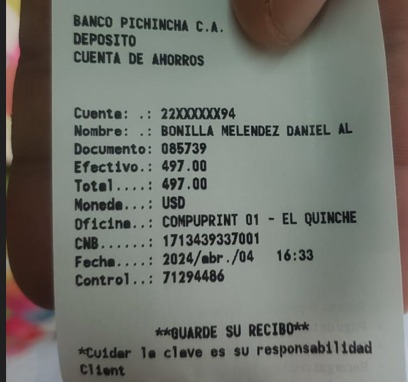 BANCO PICHINCHA C.A.
DEPOSITO
CUENTA DE AHORROS
Cuenta: .: 22XXXXXX94
Nombre: .: BONILLA MELENDEZ DANIEL AL
Documento: 085739
Efectivo.: 497.00
Total....: 497.00
Moneda...: USD
Oficina..: COMPUPRINT 01 - EL QUINCHE
CNB......: 1713439337001
Fecha....: 2024/abr./04 16:33
Control..: 71294486
**GUARDE SU RECIBO**
*Cuidar la clave es su responsabilidad
Client